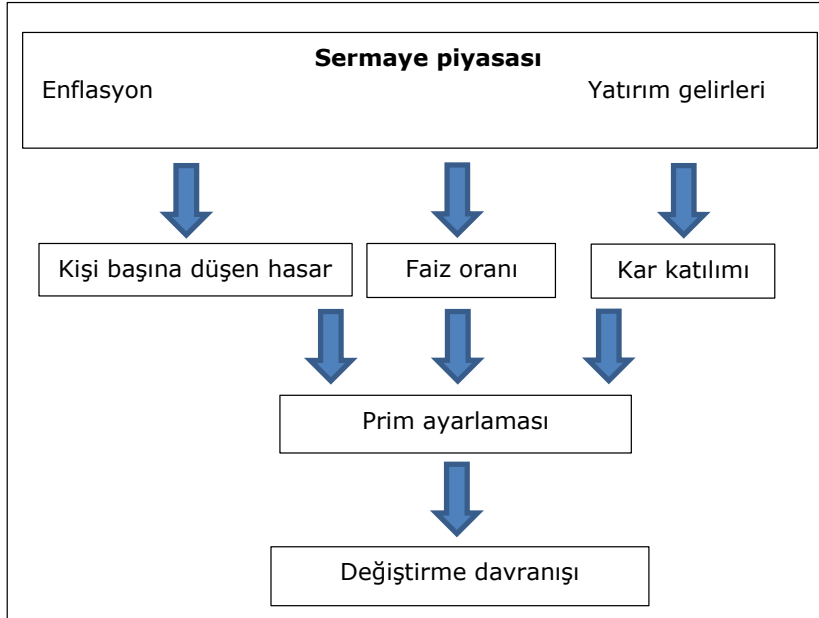 Sermaye piyasası
Enflasyon Yatırım gelirleri
Kişi başına düşen hasar Faiz oranı Kar katılımı
Prim ayarlaması
Değiştirme davranışı